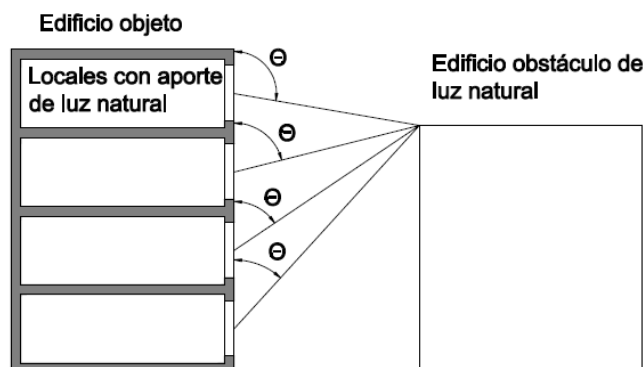 Edificio objeto
Locales con aporte
de luz natural
Edificio obstáculo de
luz natural
Θ
Θ
Θ
Θ